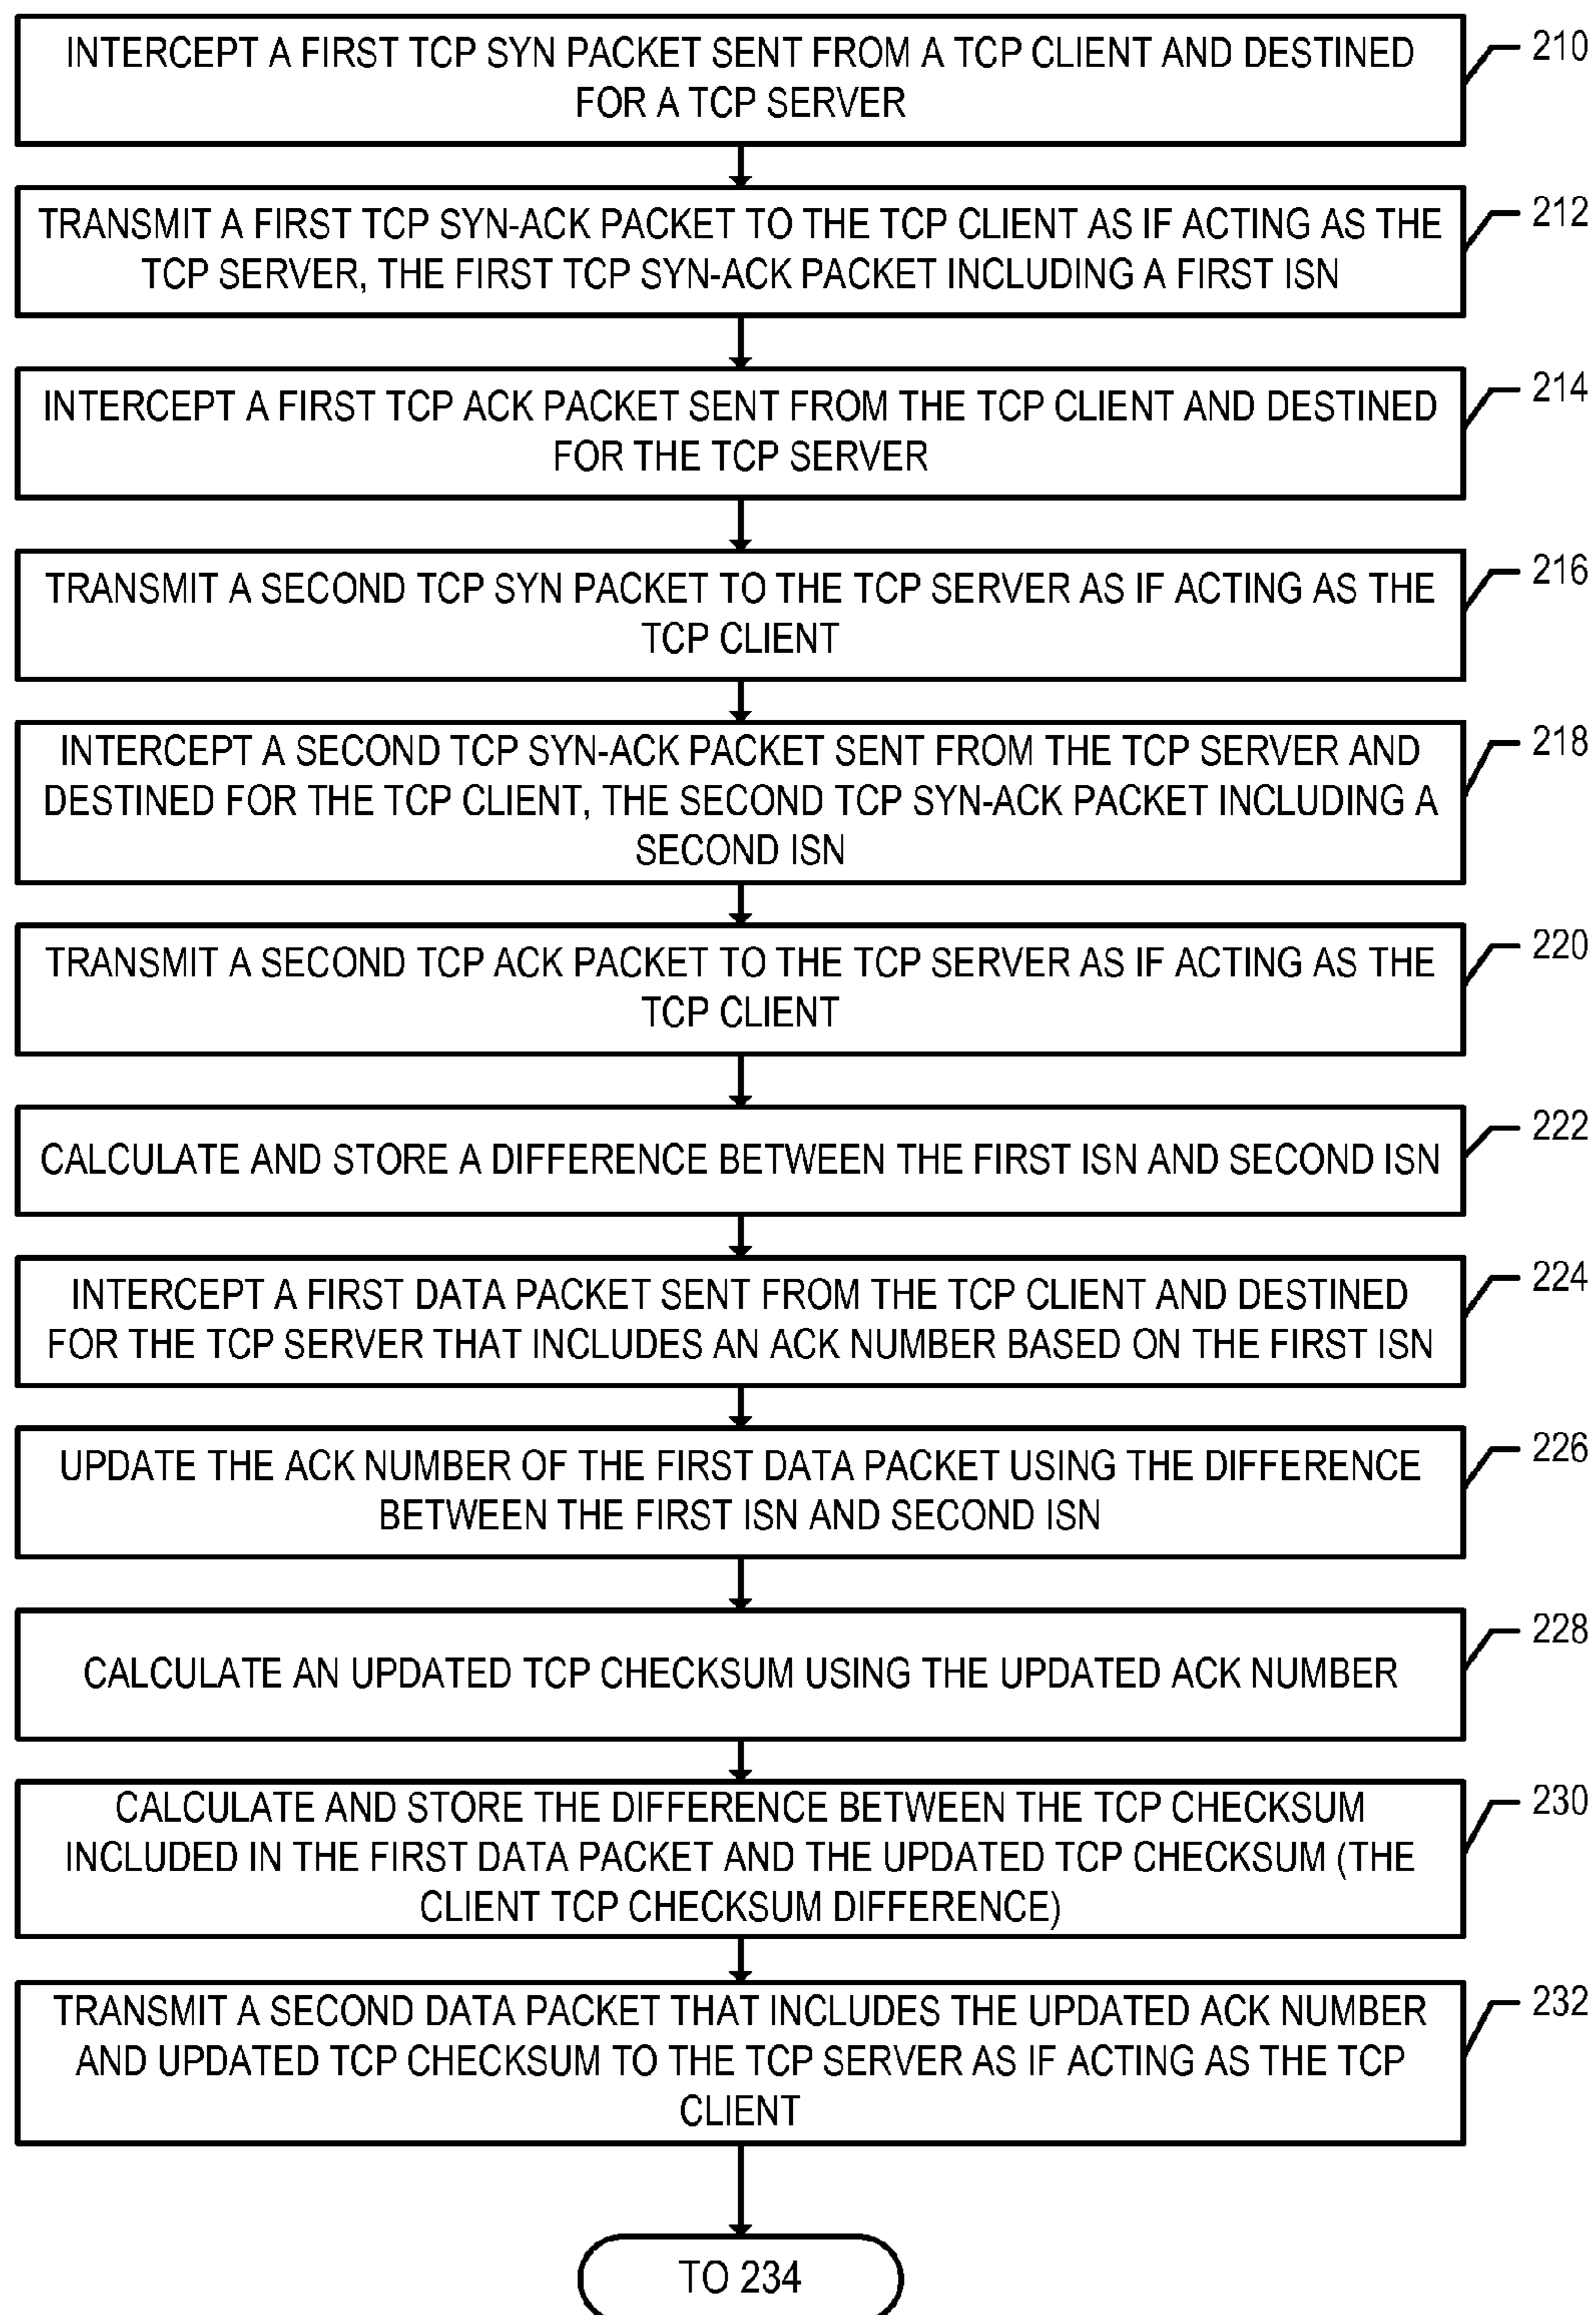 INTERCEPT A FIRST TCP SYN PACKET SENT FROM A TCP CLIENT AND DESTINED
FOR A TCP SERVER
210
TRANSMIT A FIRST TCP SYN-ACK PACKET TO THE TCP CLIENT AS IF ACTING AS THE
TCP SERVER, THE FIRST TCP SYN-ACK PACKET INCLUDING A FIRST ISN
212
INTERCEPT A FIRST TCP ACK PACKET SENT FROM THE TCP CLIENT AND DESTINED
FOR THE TCP SERVER
214
TRANSMIT A SECOND TCP SYN PACKET TO THE TCP SERVER AS IF ACTING AS THE
TCP CLIENT
216
INTERCEPT A SECOND TCP SYN-ACK PACKET SENT FROM THE TCP SERVER AND
DESTINED FOR THE TCP CLIENT, THE SECOND TCP SYN-ACK PACKET INCLUDING A
SECOND ISN
218
TRANSMIT A SECOND TCP ACK PACKET TO THE TCP SERVER AS IF ACTING AS THE
TCP CLIENT
220
CALCULATE AND STORE A DIFFERENCE BETWEEN THE FIRST ISN AND SECOND ISN
222
INTERCEPT A FIRST DATA PACKET SENT FROM THE TCP CLIENT AND DESTINED
FOR THE TCP SERVER THAT INCLUDES AN ACK NUMBER BASED ON THE FIRST ISN
224
UPDATE THE ACK NUMBER OF THE FIRST DATA PACKET USING THE DIFFERENCE
BETWEEN THE FIRST ISN AND SECOND ISN
226
CALCULATE AN UPDATED TCP CHECKSUM USING THE UPDATED ACK NUMBER
228
CALCULATE AND STORE THE DIFFERENCE BETWEEN THE TCP CHECKSUM
INCLUDED IN THE FIRST DATA PACKET AND THE UPDATED TCP CHECKSUM (THE
CLIENT TCP CHECKSUM DIFFERENCE)
230
TRANSMIT A SECOND DATA PACKET THAT INCLUDES THE UPDATED ACK NUMBER
AND UPDATED TCP CHECKSUM TO THE TCP SERVER AS IF ACTING AS THE TCP
CLIENT
232
TO 234